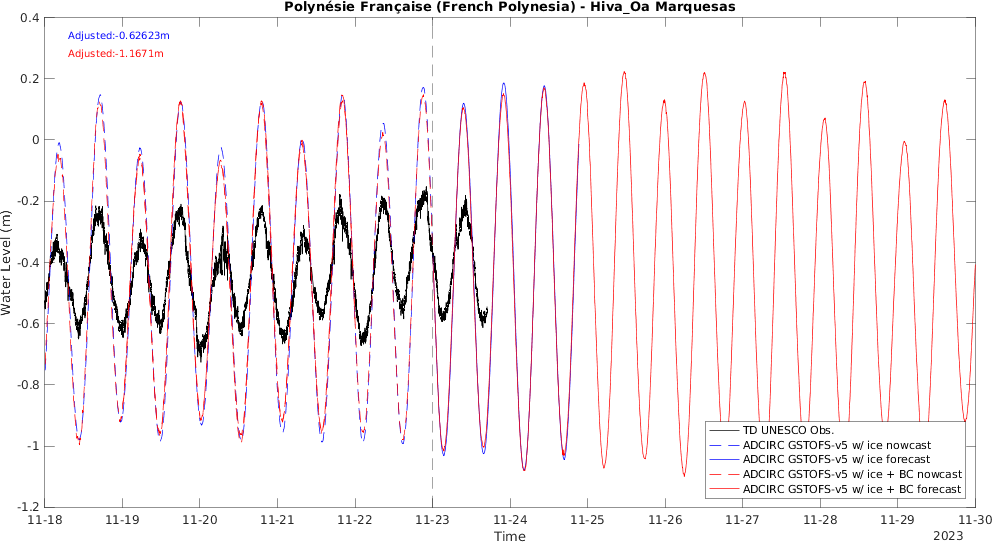 Polynésie Française (French Polynesia) - Hiva_Oa Marquesas
Adjusted:-0.62623m
Adjusted:-1.1671m
0.4
0.2
0
-0.2
-0.4
-0.6
-0.8
-1
-1.2
Water Level (m)
TD UNESCO Obs.
ADCIRC GSTOFS-v5 w/ ice nowcast
ADCIRC GSTOFS-v5 w/ ice forecast
ADCIRC GSTOFS-v5 w/ ice + BC nowcast
ADCIRC GSTOFS-v5 w/ ice + BC forecast
11-18 11-19 11-20 11-21 11-22 11-23 11-24 11-25 11-26 11-27 11-28 11-29 11-30
Time
2023